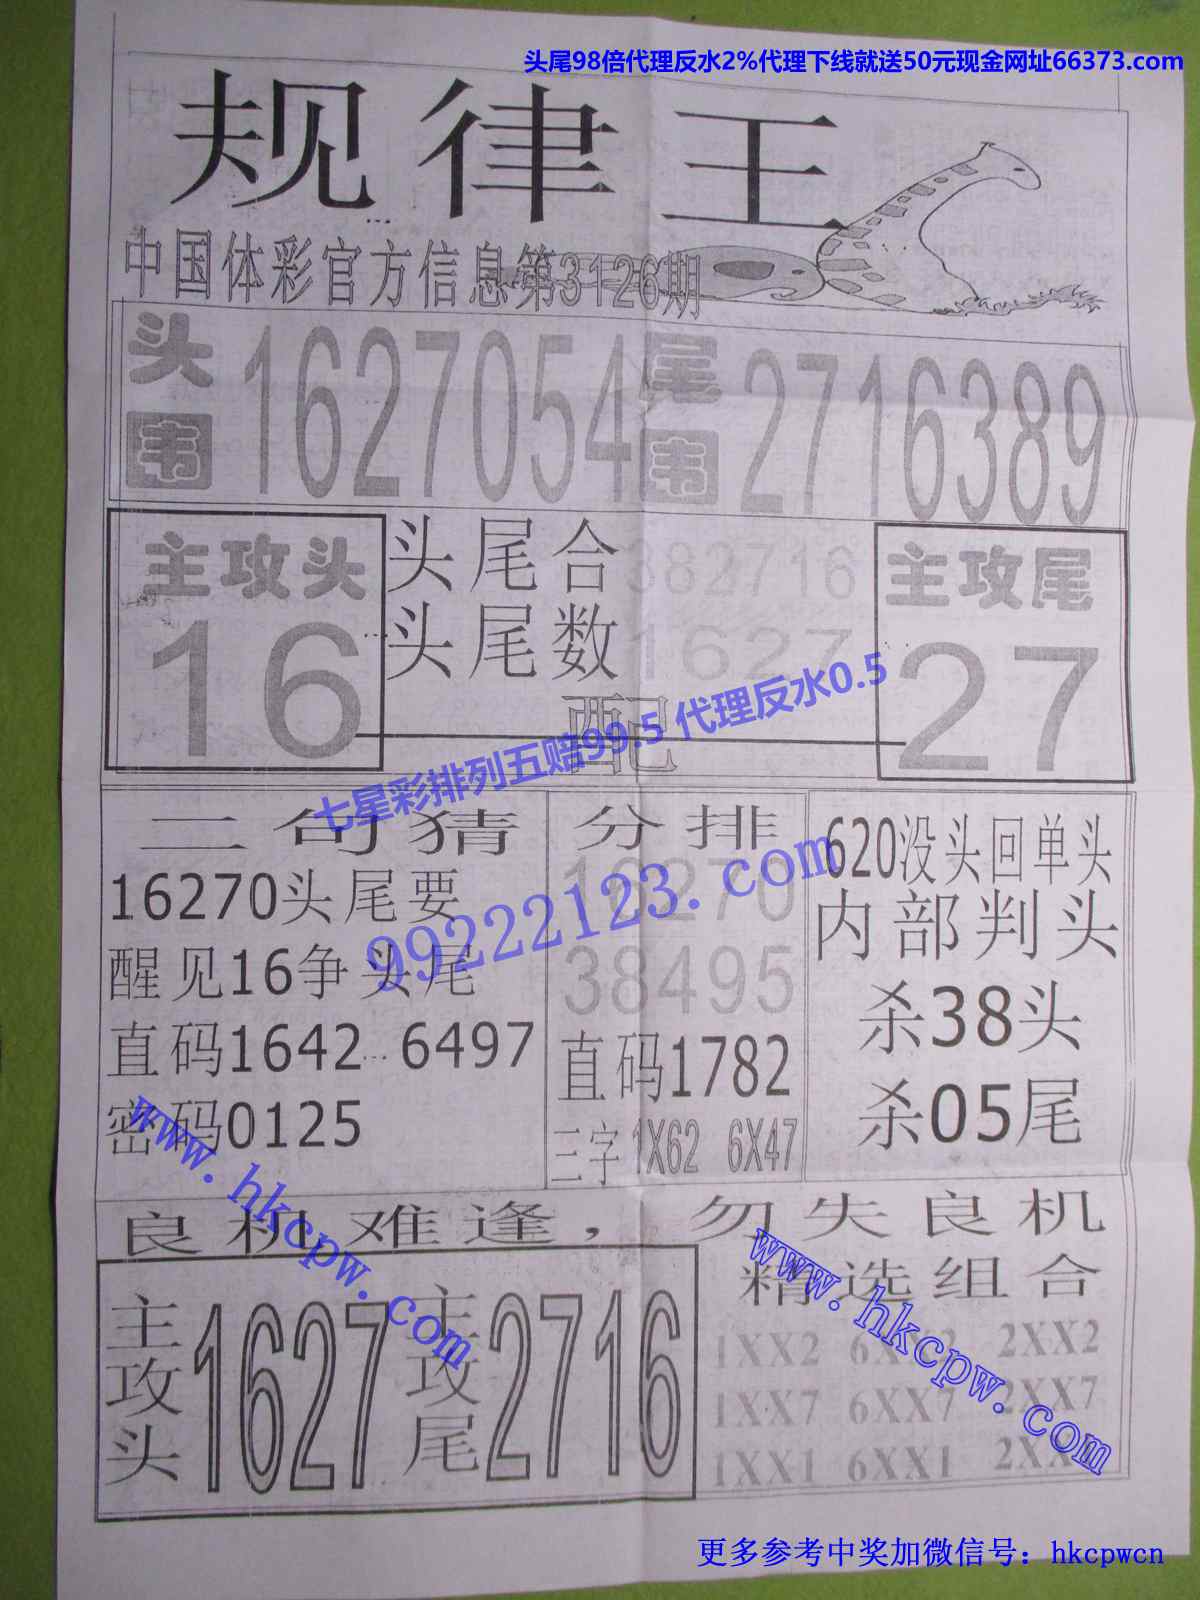 头尾98倍代理反水2%代理下线就送50元现金网址66373.com
规律王
中国体彩官方信息第3126期
头围 1627054 尾围 2716389
主攻头
16
头尾合 382716
头尾数 1627
配
主攻尾
27
七星彩排列五赔99.5 代理反水0.5
99222123.com
二句猜
16270头尾要
醒见16争头尾
直码1642 6497
密码0125
分排
16270
38495
直码1782
三字 1X62 6X47
620没头回单头
内部判头
杀38头
杀05尾
www.hkcpw.com
良机难逢，勿失良机
主攻头 1627 主攻尾 2716
精选组合
1XX2 6XX2 2XX2
1XX7 6XX7 2XX7
1XX1 6XX1
www.hkcpw.com
更多参考中奖加微信号：hkcpwcn